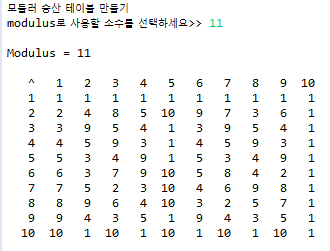 모듈러 승산 테이블 만들기
modulus로 사용할 소수를 선택하세요>> 11
Modulus = 11
^ 1 2 3 4 5 6 7 8 9 10
1 1 1 1 1 1 1 1 1 1 1
2 2 4 8 5 10 9 7 3 6 1
3 3 9 5 4 1 3 9 5 4 1
4 4 5 9 3 1 4 5 9 3 1
5 5 3 4 9 1 5 3 4 9 1
6 6 3 7 9 10 5 8 4 2 1
7 7 5 2 3 10 4 6 9 8 1
8 8 9 6 4 10 3 2 5 7 1
9 9 4 3 5 1 9 4 3 5 1
10 10 1 10 1 10 1 10 1 10 1